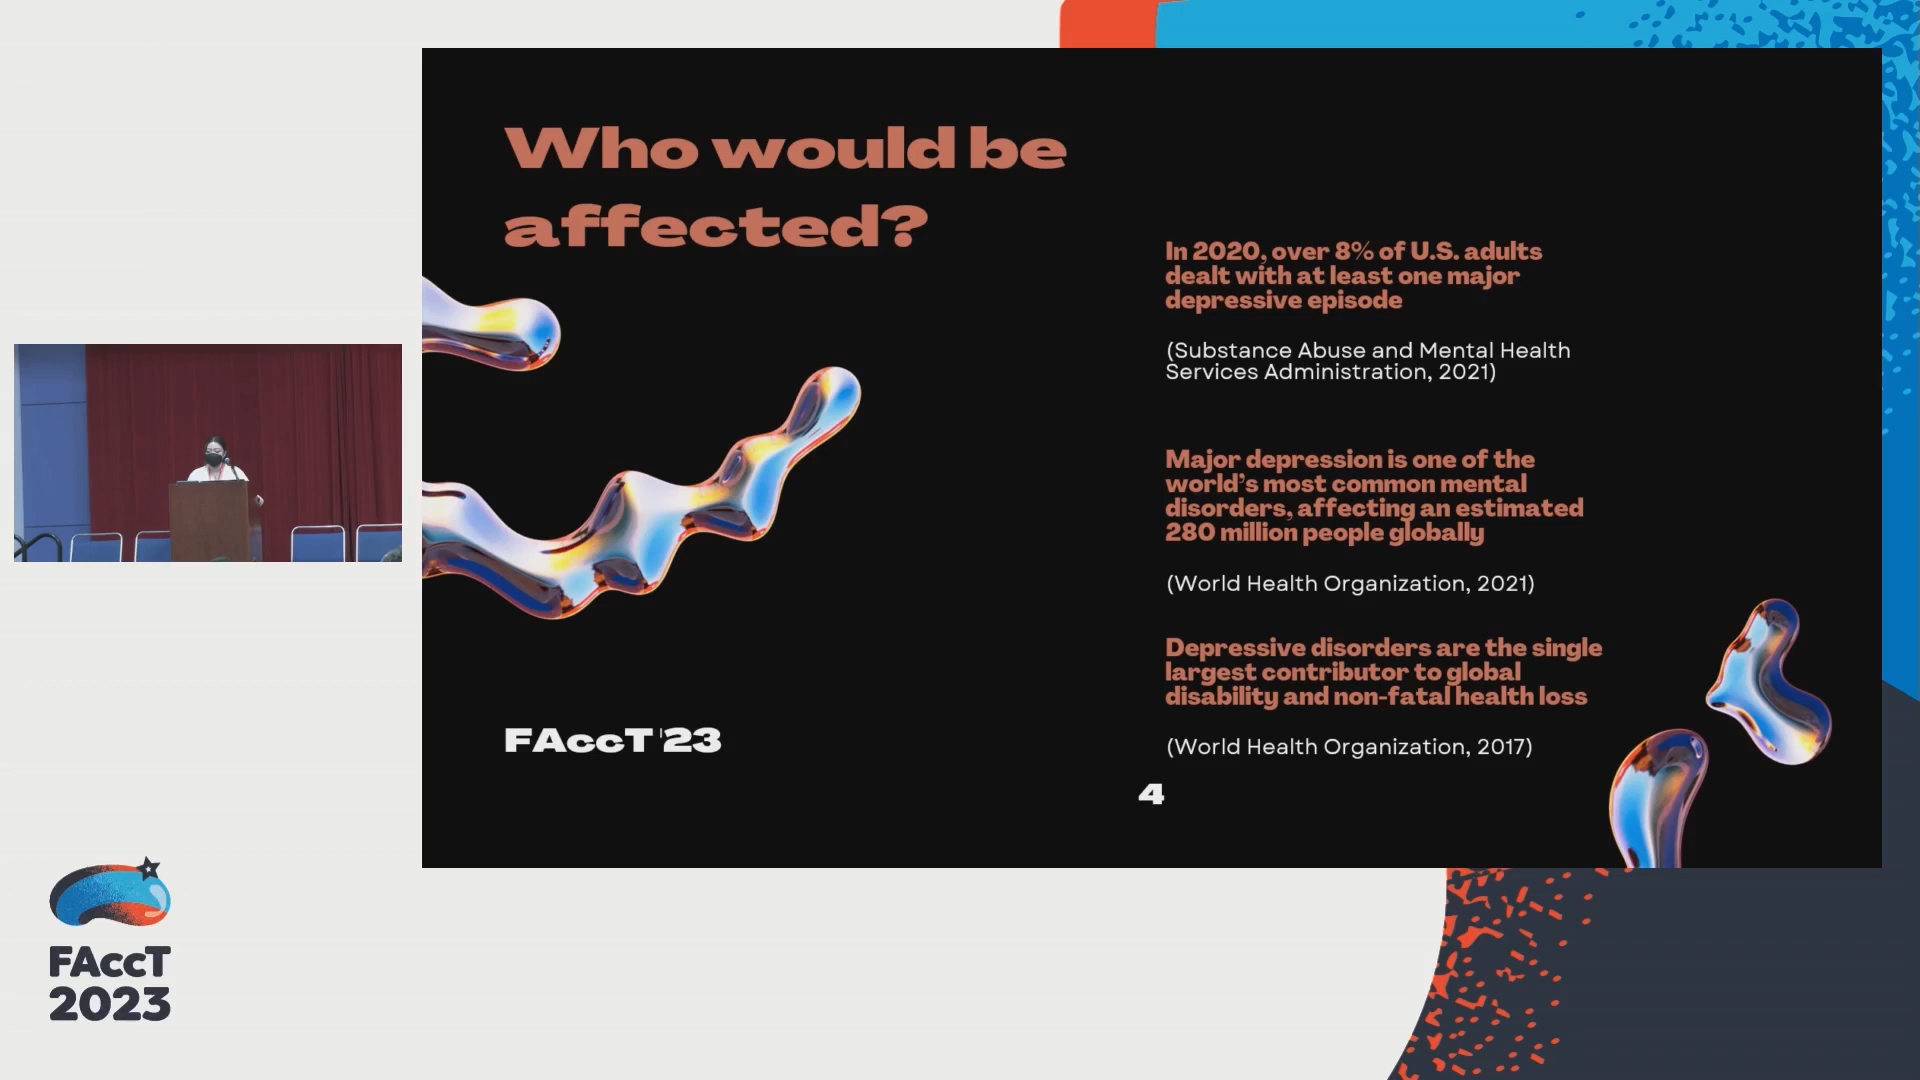 Who would be
affected?
In 2020, over 8% of U.S. adults
dealt with at least one major
depressive episode
(Substance Abuse and Mental Health
Services Administration, 2021)
Major depression is one of the
world's most common mental
disorders, affecting an estimated
280 million people globally
(World Health Organization, 2021)
Depressive disorders are the single
largest contributor to global
disability and non-fatal health loss
(World Health Organization, 2017)
FAccT '23
4
FAccT
2023